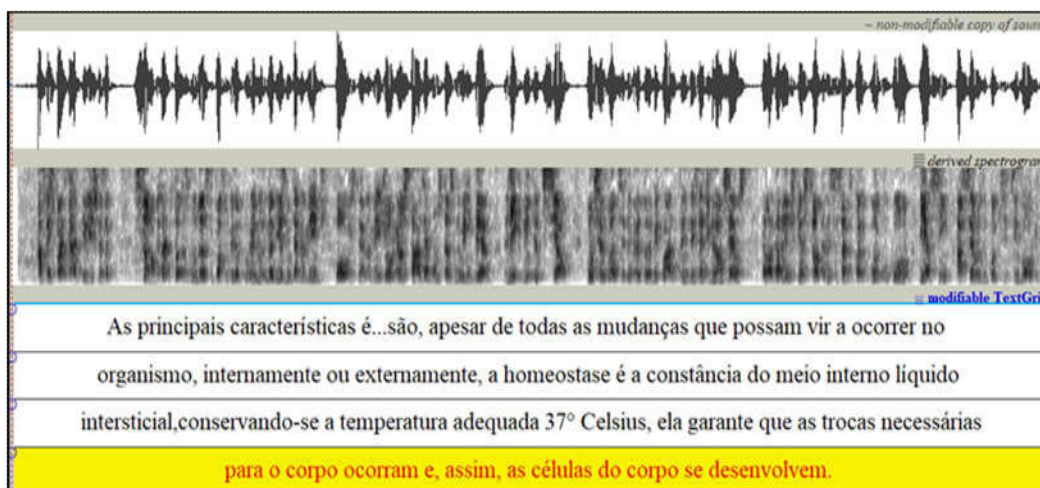 ~ non-modifiable copy of soun
derived spectrogram
modifiable TextGri
As principais características é...são, apesar de todas as mudanças que possam vir a ocorrer no
organismo, internamente ou externamente, a homeostase é a constância do meio interno líquido
intersticial,conservando-se a temperatura adequada 37° Celsius, ela garante que as trocas necessárias
para o corpo ocorram e, assim, as células do corpo se desenvolvem.